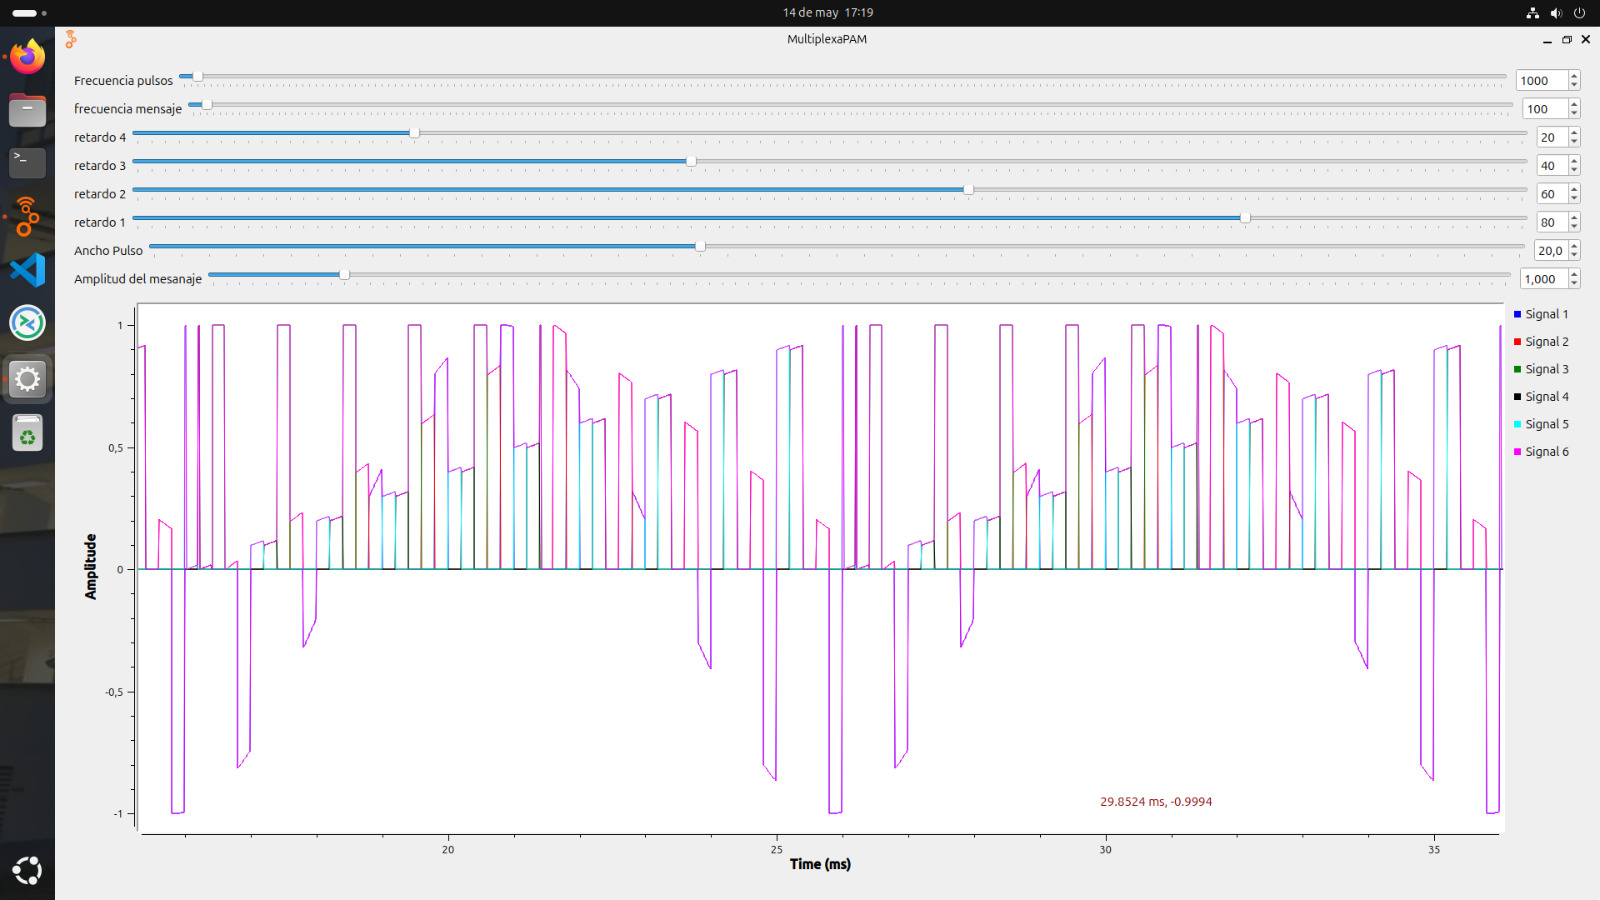 14 de may 17:19
MultiplexaPAM
Frecuencia pulsos 1000
frecuencia mensaje 100
retardo 4 20
retardo 3 40
retardo 2 60
retardo 1 80
Ancho Pulso 20,0
Amplitud del mesanaje 1,000
Signal 1
Signal 2
Signal 3
Signal 4
Signal 5
Signal 6
1
0,5
0
-0,5
-1
Amplitude
29.8524 ms, -0.9994
20 25 30 35
Time (ms)
>_